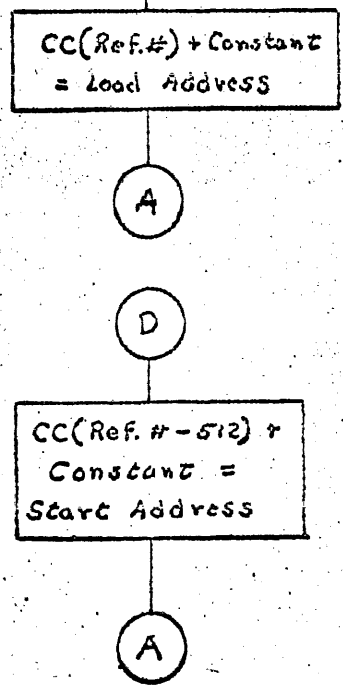 CC(Ref.#) + Constant
= Load Address
A
D
CC(Ref. # - 512) +
Constant =
Start Address
A